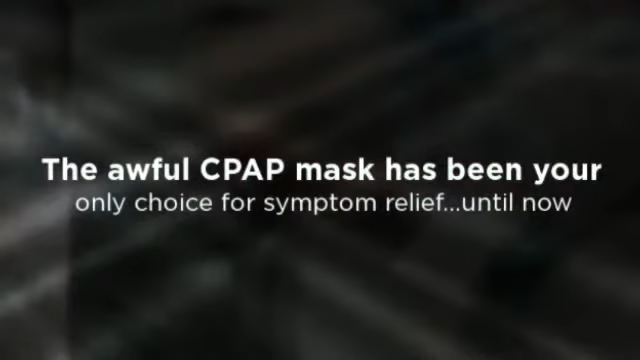 The awful CPAP mask has been your
only choice for symptom relief...until now